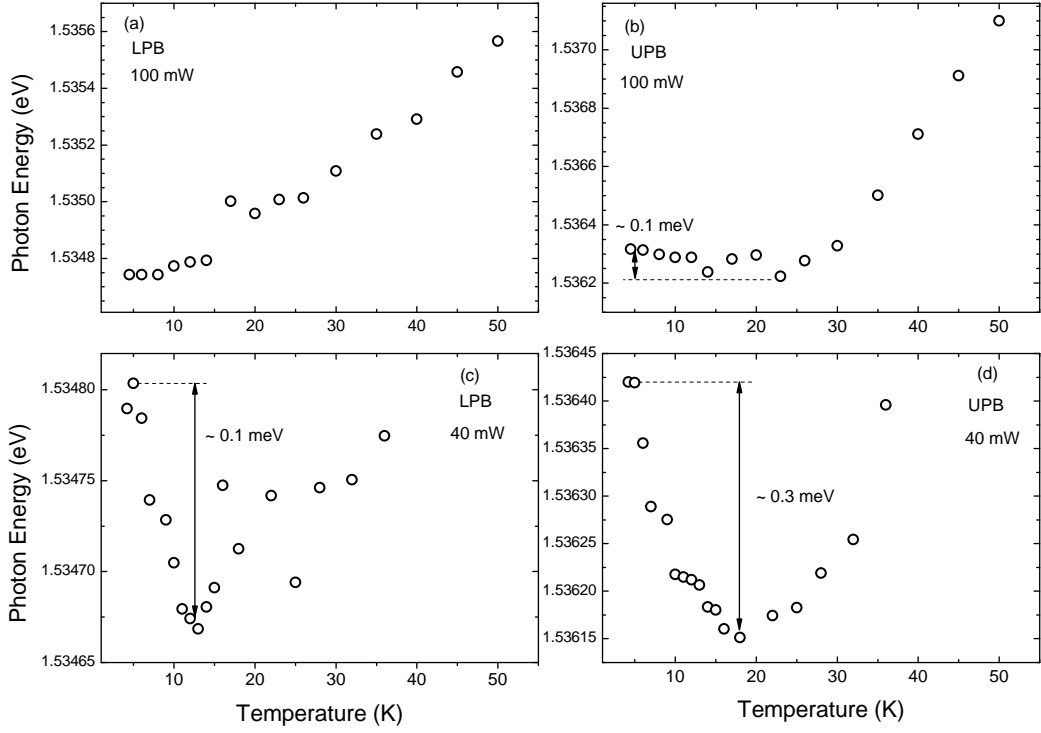 (a)
LPB
100 mW
1.5356
1.5354
1.5352
1.5350
1.5348
Photon Energy (eV)
10 20 30 40 50
(b)
UPB
100 mW
1.5370
1.5368
1.5366
1.5364
1.5362
Photon Energy (eV)
~ 0.1 meV
10 20 30 40 50
(c)
LPB
40 mW
1.53480
1.53475
1.53470
1.53465
Photon Energy (eV)
~ 0.1 meV
10 20 30 40 50
Temperature (K)
(d)
UPB
40 mW
1.53645
1.53640
1.53635
1.53630
1.53625
1.53620
1.53615
~ 0.3 meV
10 20 30 40 50
Temperature (K)